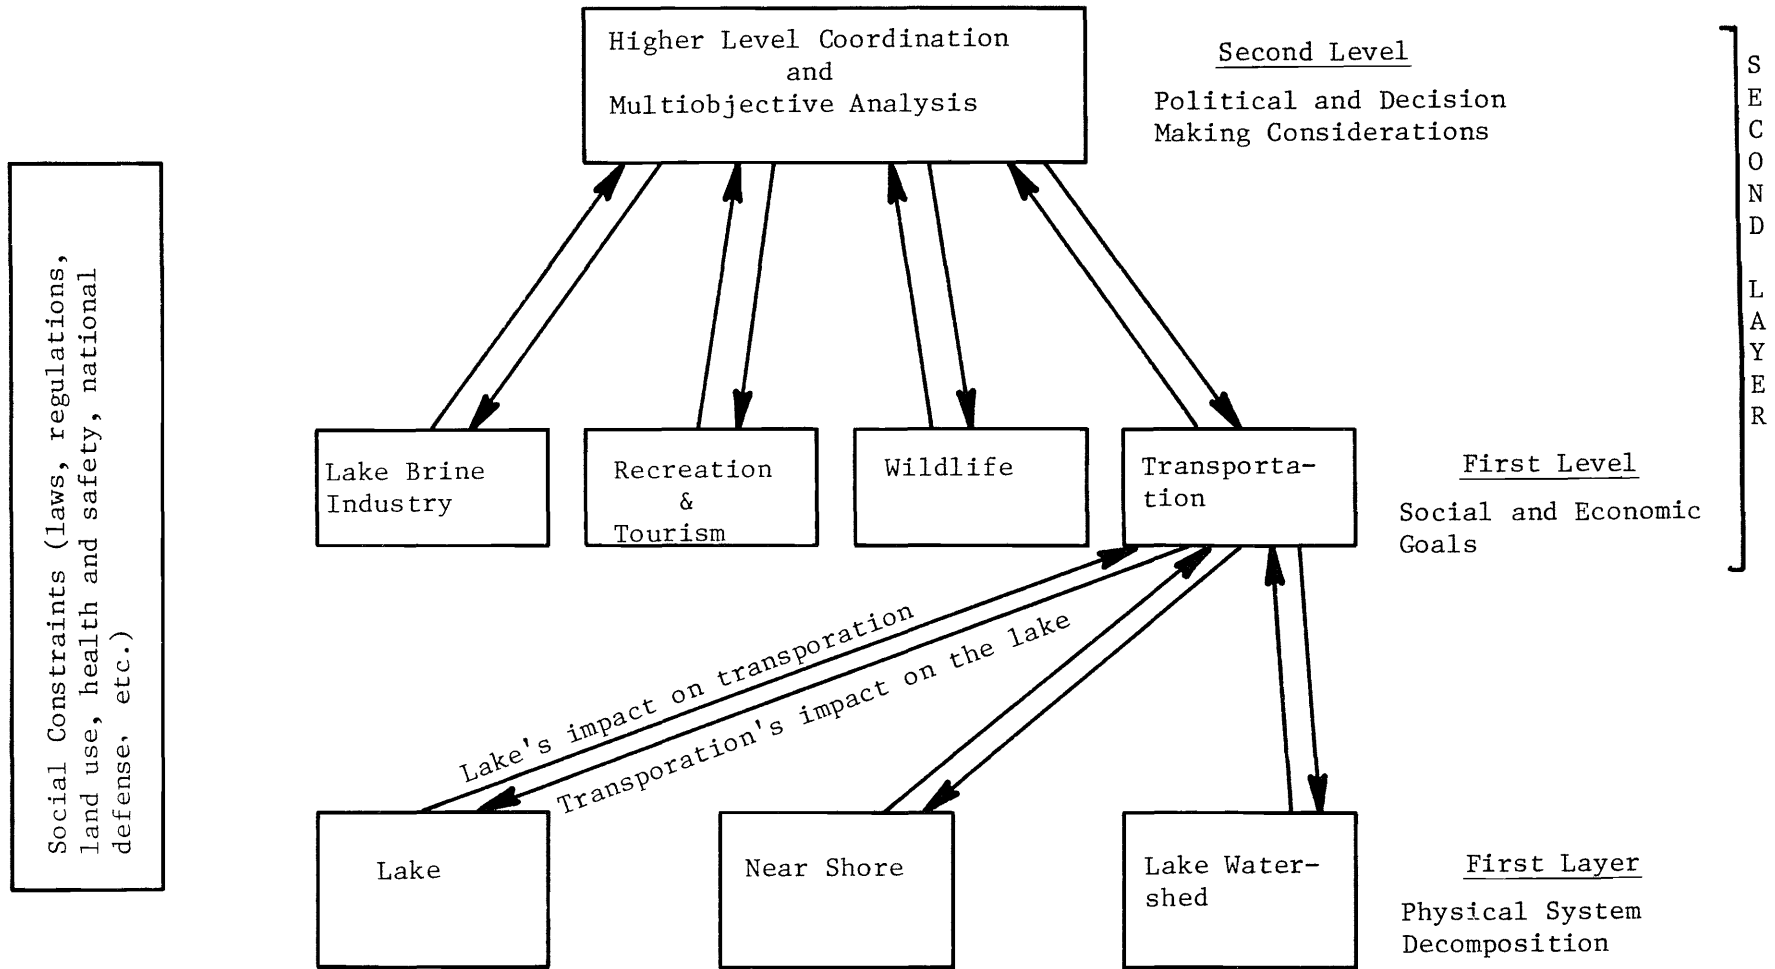 Higher Level Coordination
and
Multiobjective Analysis
Second Level
Political and Decision
Making Considerations
SECOND LAYER
Social Constraints (laws, regulations,
land use, health and safety, national
defense, etc.)
Lake Brine
Industry
Recreation
&
Tourism
Wildlife
Transporta-
tion
First Level
Social and Economic
Goals
Lake's impact on transporation
Transporation's impact on the lake
Lake
Near Shore
Lake Water-
shed
First Layer
Physical System
Decomposition